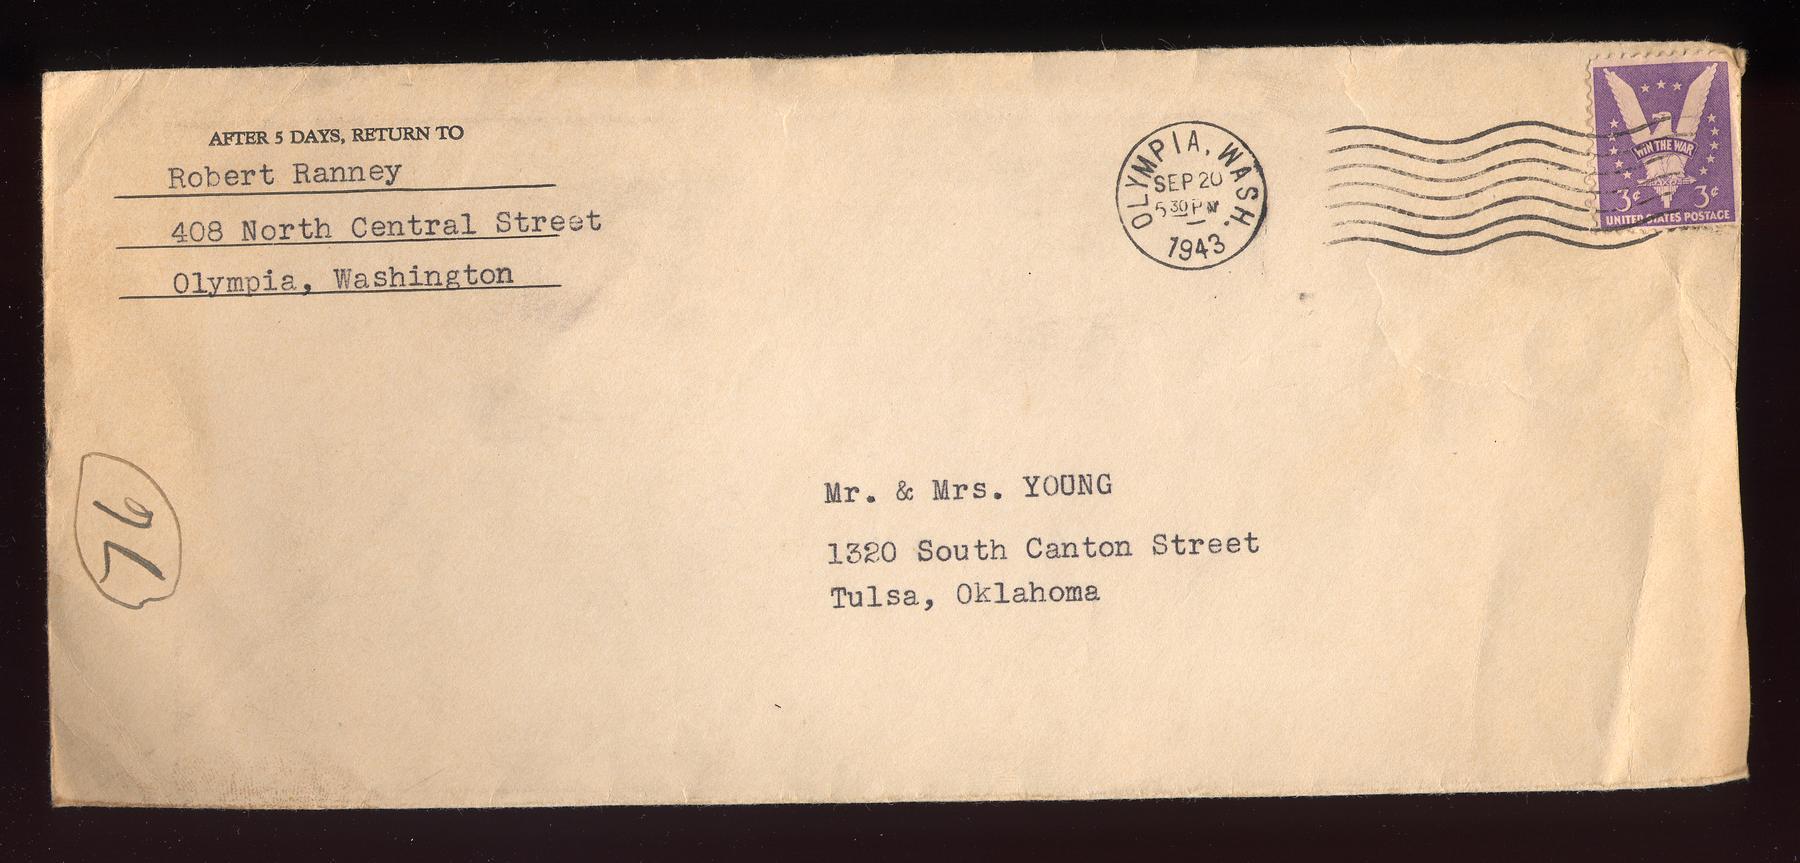 AFTER 5 DAYS, RETURN TO
Robert Ranney
408 North Central Street
Olympia, Washington
OLYMPIA, WASH.
SEP 20
5 30 PM
1943
WIN THE WAR
3¢ 3¢
UNITED STATES POSTAGE
Mr. & Mrs. YOUNG
1320 South Canton Street
Tulsa, Oklahoma
76